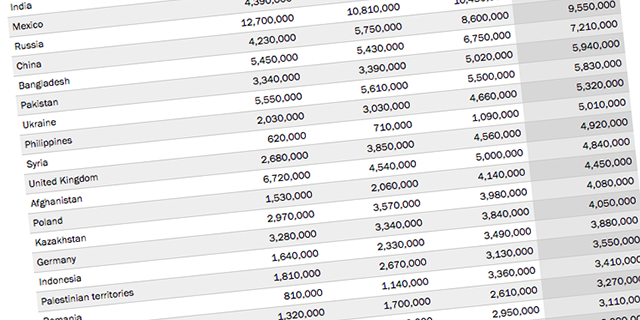 India
Mexico 4,390,000
Russia 12,700,000 10,810,000
China 4,230,000 5,750,000 8,600,000 9,550,000
Bangladesh 5,450,000 5,430,000 6,750,000 7,210,000
Pakistan 3,340,000 3,390,000 5,020,000 5,940,000
Ukraine 5,550,000 5,610,000 5,500,000 5,830,000
Philippines 2,030,000 3,030,000 4,660,000 5,320,000
Syria 620,000 710,000 1,090,000 5,010,000
United Kingdom 2,680,000 3,850,000 4,560,000 4,920,000
Afghanistan 6,720,000 4,540,000 5,000,000 4,840,000
Poland 1,530,000 2,060,000 4,140,000 4,450,000
Kazakhstan 2,970,000 3,570,000 3,980,000 4,080,000
Germany 3,280,000 3,340,000 3,840,000 4,050,000
Indonesia 1,640,000 2,330,000 3,490,000 3,880,000
Palestinian territories 1,810,000 2,670,000 3,130,000 3,550,000
Romania 810,000 1,140,000 3,360,000 3,410,000
1,320,000 1,700,000 2,610,000 3,270,000
2,950,000 3,110,000